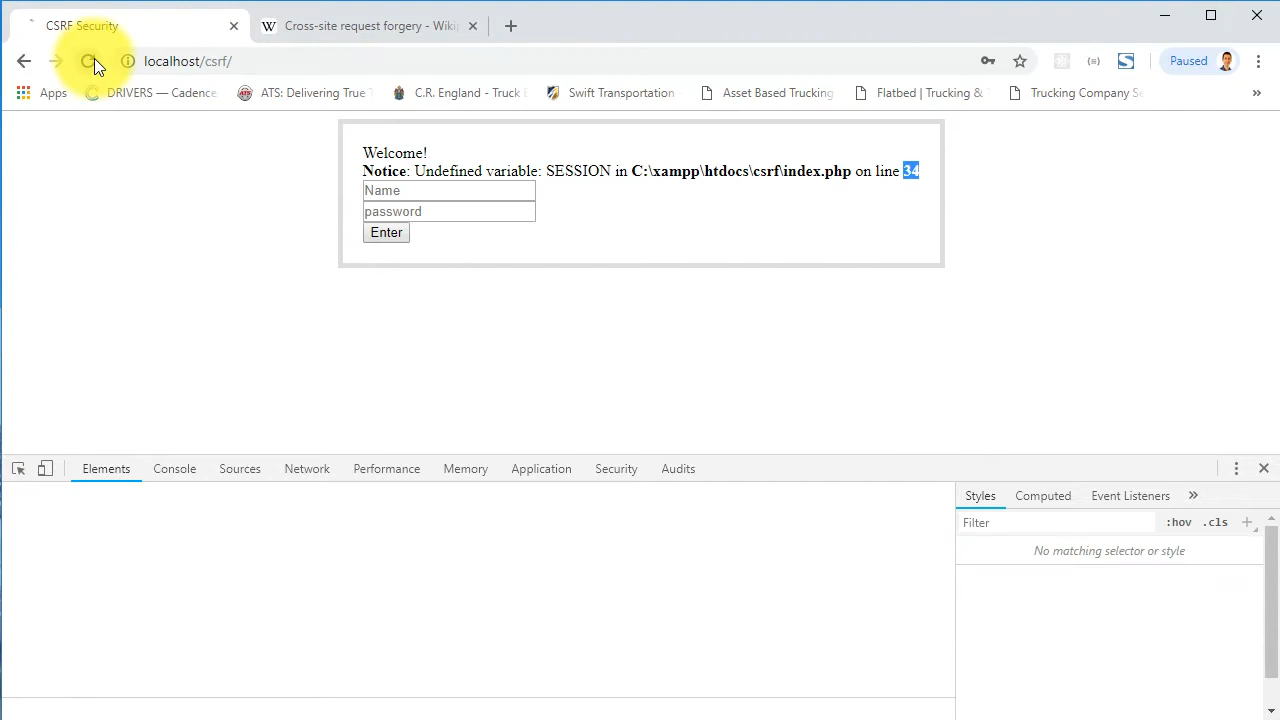 CSRF Security
Cross-site request forgery - Wikip
localhost/csrf/
Paused
Apps
DRIVERS — Cadence
ATS: Delivering True T
C.R. England - Truck
Swift Transportation
Asset Based Trucking
Flatbed | Trucking &
Trucking Company Se
»
Welcome!
Notice: Undefined variable: SESSION in C:\xampp\htdocs\csrf\index.php on line 34
Name
password
Enter
Elements Console Sources Network Performance Memory Application Security Audits
Styles Computed Event Listeners »
Filter :hov .cls +
No matching selector or style